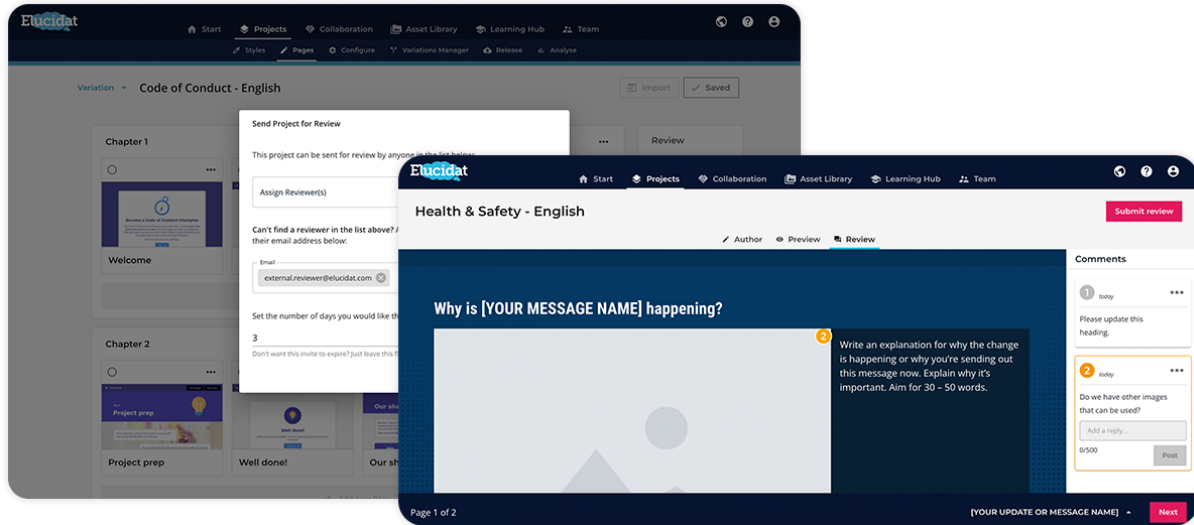 Elucidat
Start
Projects
Collaboration
Asset Library
Learning Hub
Team
Styles
Pages
Configure
Variations Manager
Release
Analyse
Variation
Code of Conduct - English
Import
Saved
Chapter 1
Review
Become a Code of Conduct Champion
Welcome
Chapter 2
Project prep
Project prep
Well done!
Well done!
Our sh
Send Project for Review
This project can be sent for review by anyone in the list below
Assign Reviewer(s)
Can't find a reviewer in the list above?
their email address below:
Email
external.reviewer@elucidat.com
Set the number of days you would like th
3
Don't want this invite to expire? Just leave this f
Elucidat
Start
Projects
Collaboration
Asset Library
Learning Hub
Team
Health & Safety - English
Submit review
Author
Preview
Review
Why is [YOUR MESSAGE NAME] happening?
2
Write an explanation for why the change
is happening or why you're sending out
this message now. Explain why it's
important. Aim for 30 – 50 words.
Comments
1 today
Please update this
heading.
2 today
Do we have other images
that can be used?
Add a reply...
0/500
Post
Page 1 of 2
[YOUR UPDATE OR MESSAGE NAME]
Next